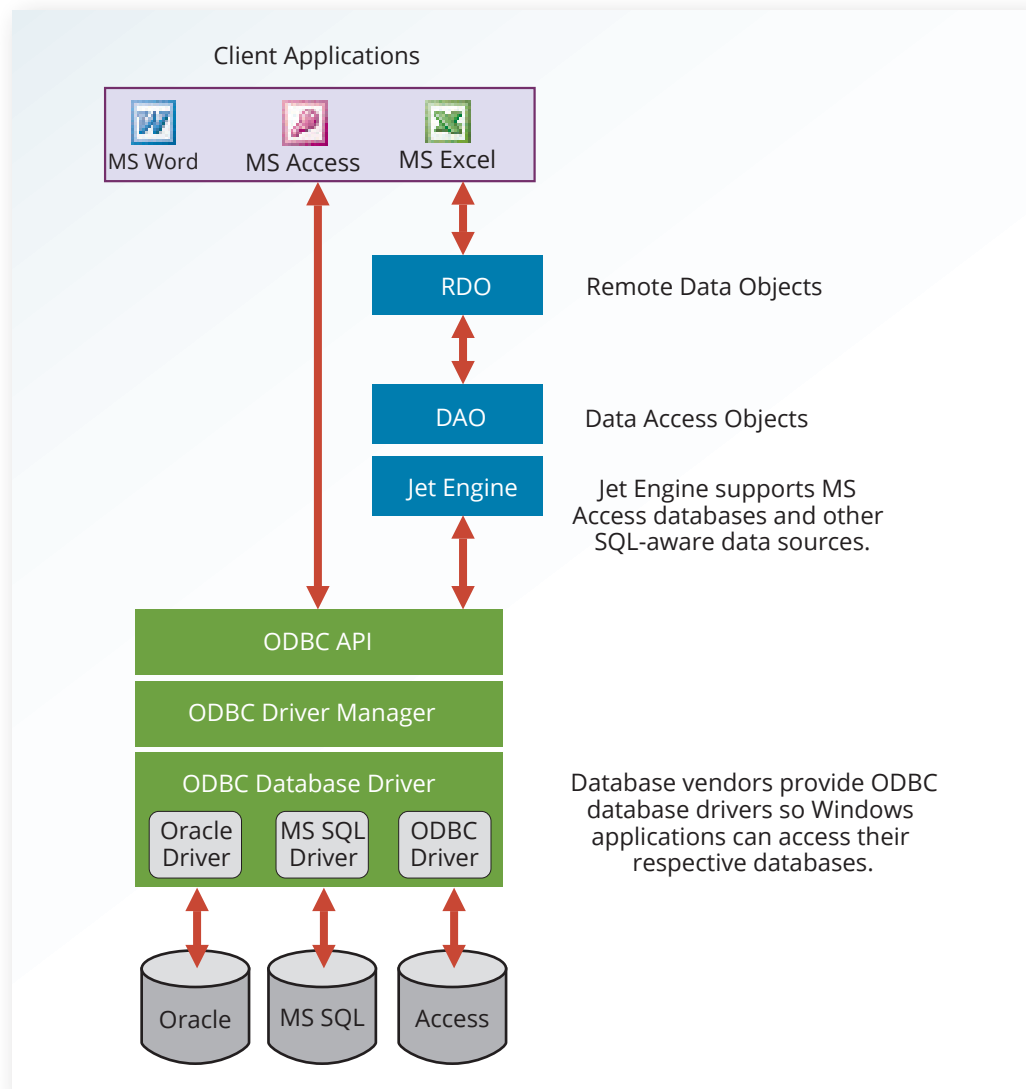 Client Applications
MS Word
MS Access
MS Excel
RDO
Remote Data Objects
DAO
Data Access Objects
Jet Engine
Jet Engine supports MS
Access databases and other
SQL-aware data sources.
ODBC API
ODBC Driver Manager
ODBC Database Driver
Oracle
Driver
MS SQL
Driver
ODBC
Driver
Database vendors provide ODBC
database drivers so Windows
applications can access their
respective databases.
Oracle
MS SQL
Access